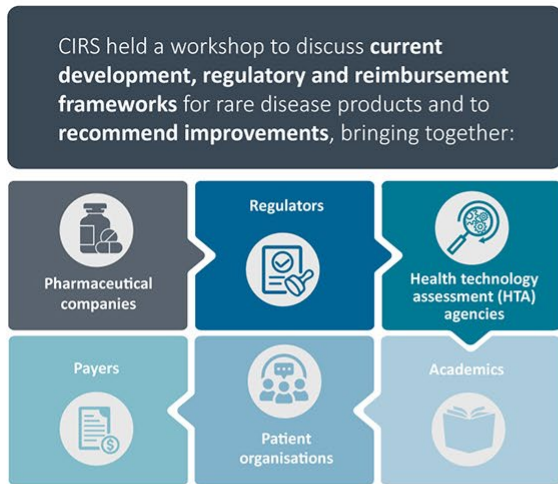 CIRS held a workshop to discuss current
development, regulatory and reimbursement
frameworks for rare disease products and to
recommend improvements, bringing together:
Pharmaceutical
companies
Regulators
Health technology
assessment (HTA)
agencies
Payers
$
Patient
organisations
Academics